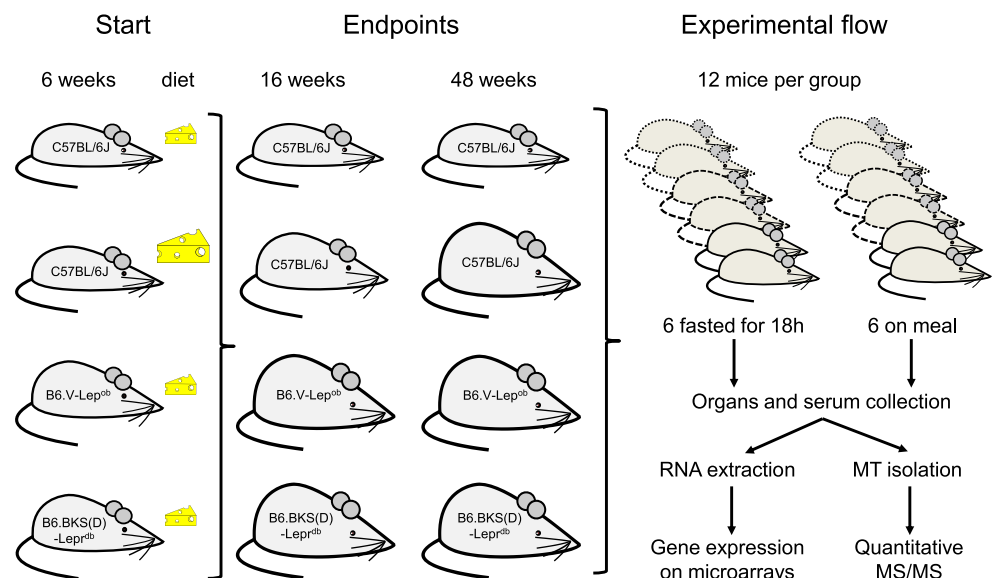 Start
Endpoints
Experimental flow
6 weeks
diet
16 weeks
48 weeks
12 mice per group
C57BL/6J
C57BL/6J
C57BL/6J
C57BL/6J
C57BL/6J
C57BL/6J
B6.V-Lepob
B6.V-Lepob
B6.V-Lepob
B6.BKS(D)
-Leprdb
B6.BKS(D)
-Leprdb
B6.BKS(D)
-Leprdb
6 fasted for 18h
6 on meal
Organs and serum collection
RNA extraction
MT isolation
Gene expression
on microarrays
Quantitative
MS/MS